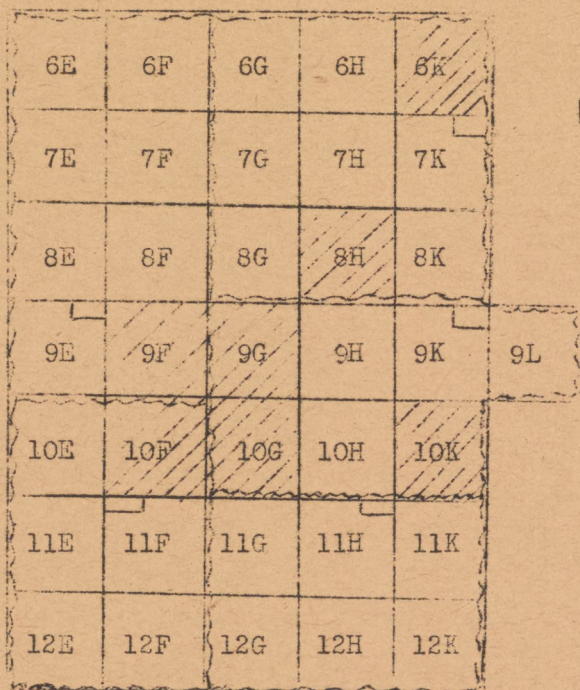 6E 6F 6G 6H 6K
7E 7F 7G 7H 7K
8E 8F 8G 8H 8K
9E 9F 9G 9H 9K 9L
10E 10F 10G 10H 10K
11E 11F 11G 11H 11K
12E 12F 12G 12H 12K